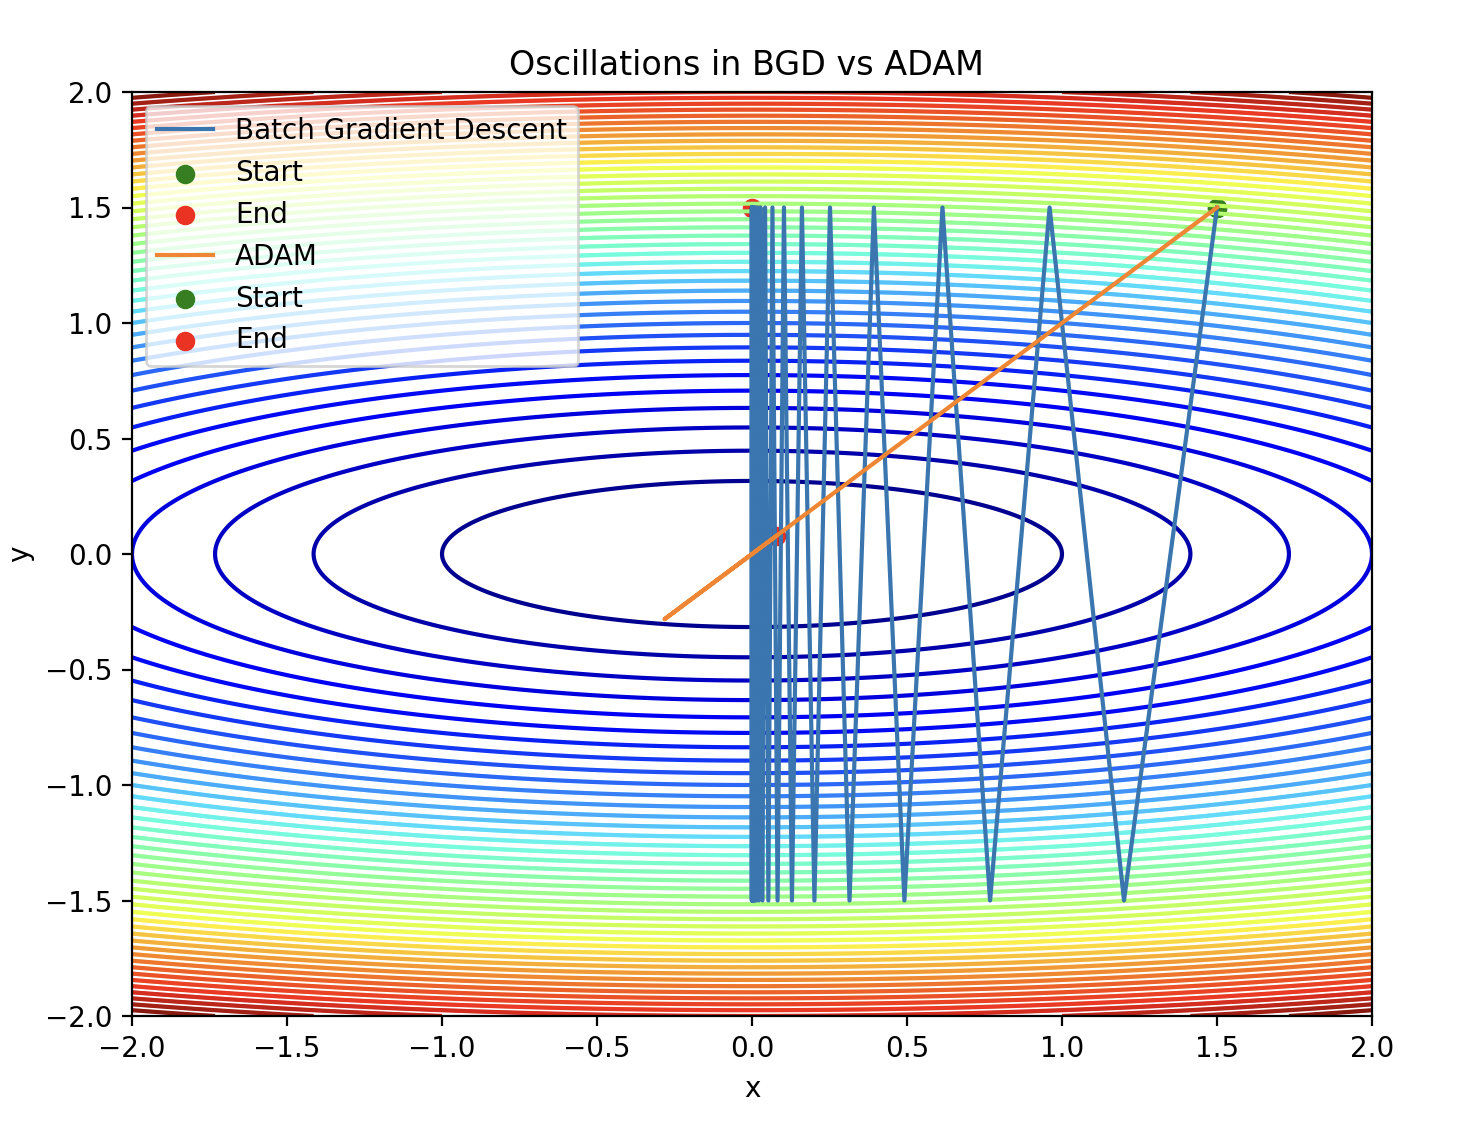 Oscillations in BGD vs ADAM
Batch Gradient Descent
Start
End
ADAM
Start
End
2.0
1.5
1.0
0.5
0.0
−0.5
−1.0
−1.5
−2.0
y
−2.0 −1.5 −1.0 −0.5 0.0 0.5 1.0 1.5 2.0
x